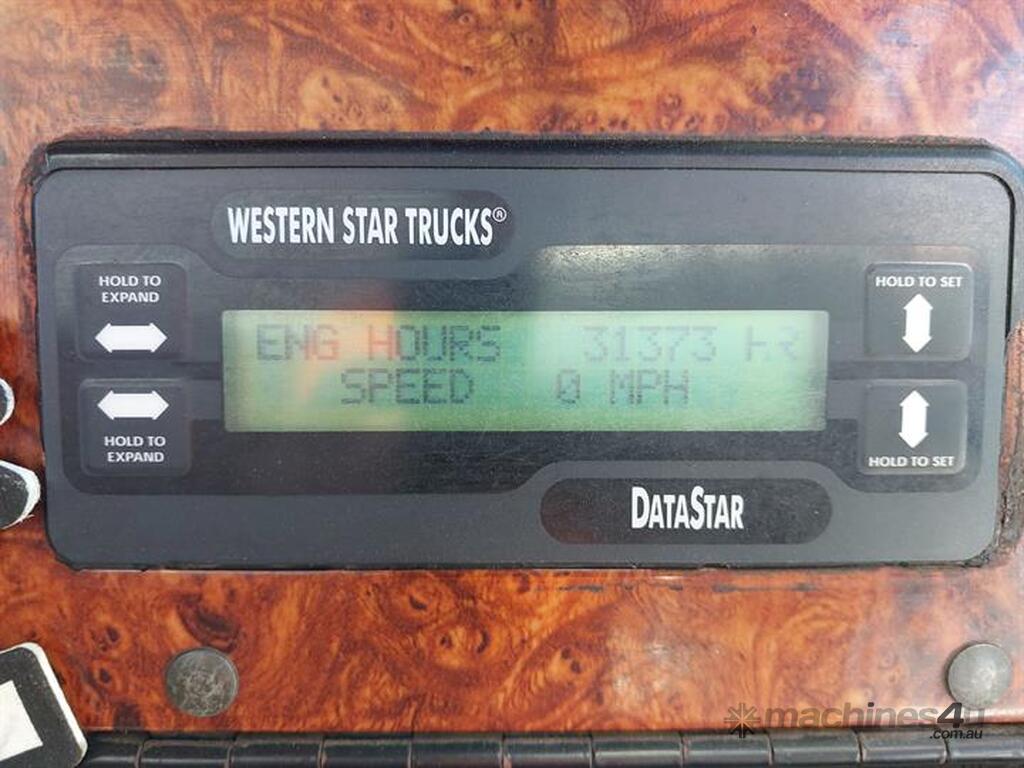 WESTERN STAR TRUCKS®
HOLD TO
EXPAND
HOLD TO SET
ENG HOURS 31373 HR
SPEED 0 MPH
HOLD TO
EXPAND
HOLD TO SET
DATASTAR
machines4u
.com.au